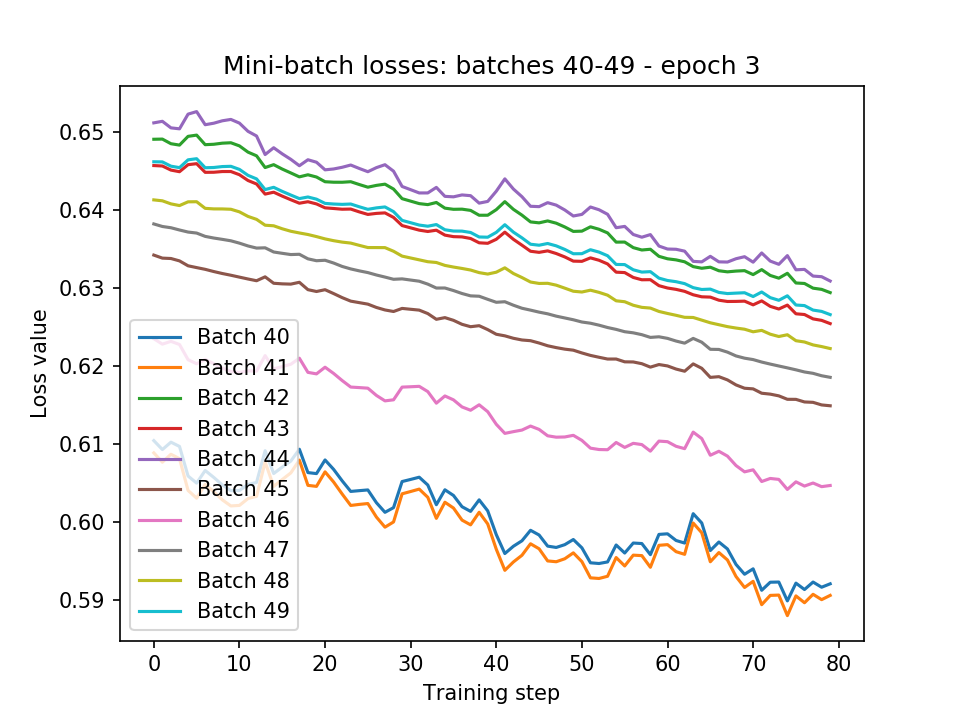 Mini-batch losses: batches 40-49 - epoch 3
Loss value
0.65
0.64
0.63
0.62
0.61
0.60
0.59
Batch 40
Batch 41
Batch 42
Batch 43
Batch 44
Batch 45
Batch 46
Batch 47
Batch 48
Batch 49
0 10 20 30 40 50 60 70 80
Training step